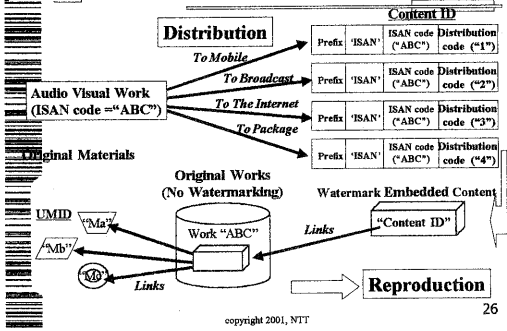 Content ID
Distribution
Prefix 'ISAN' ISAN code ("ABC") Distribution code ("1")
To Mobile
Prefix 'ISAN' ISAN code ("ABC") Distribution code ("2")
To Broadcast
Audio Visual Work
(ISAN code ="ABC")
To The Internet
Prefix 'ISAN' ISAN code ("ABC") Distribution code ("3")
To Package
Prefix 'ISAN' ISAN code ("ABC") Distribution code ("4")
Original Materials
Original Works
(No Watermarking)
Watermark Embedded Content
UMID
"Ma"
Work "ABC"
"Content ID"
Links
"Mb"
"Mc"
Links
Reproduction
26
copyright 2001, NTT